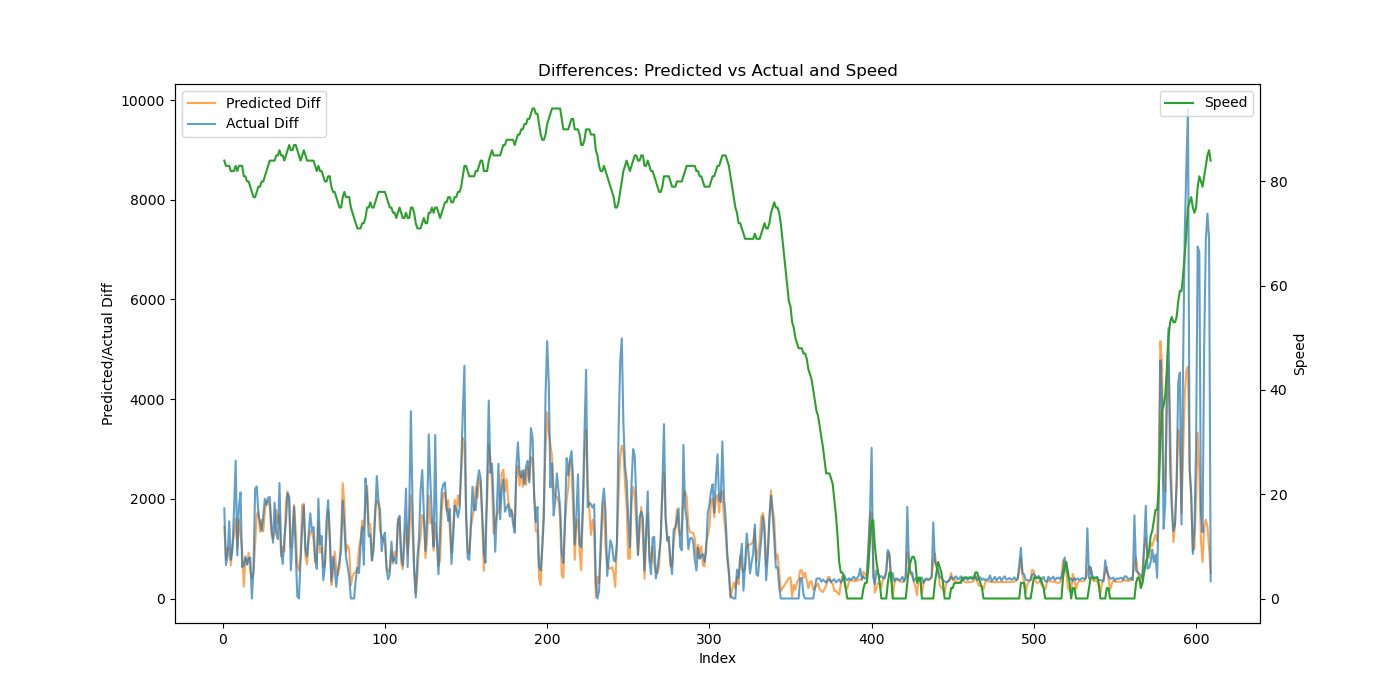 Differences: Predicted vs Actual and Speed
Predicted Diff
Actual Diff
Speed
10000
8000
6000
4000
2000
0
Predicted/Actual Diff
80
60
40
20
0
Speed
0
100
200
300
400
500
600
Index